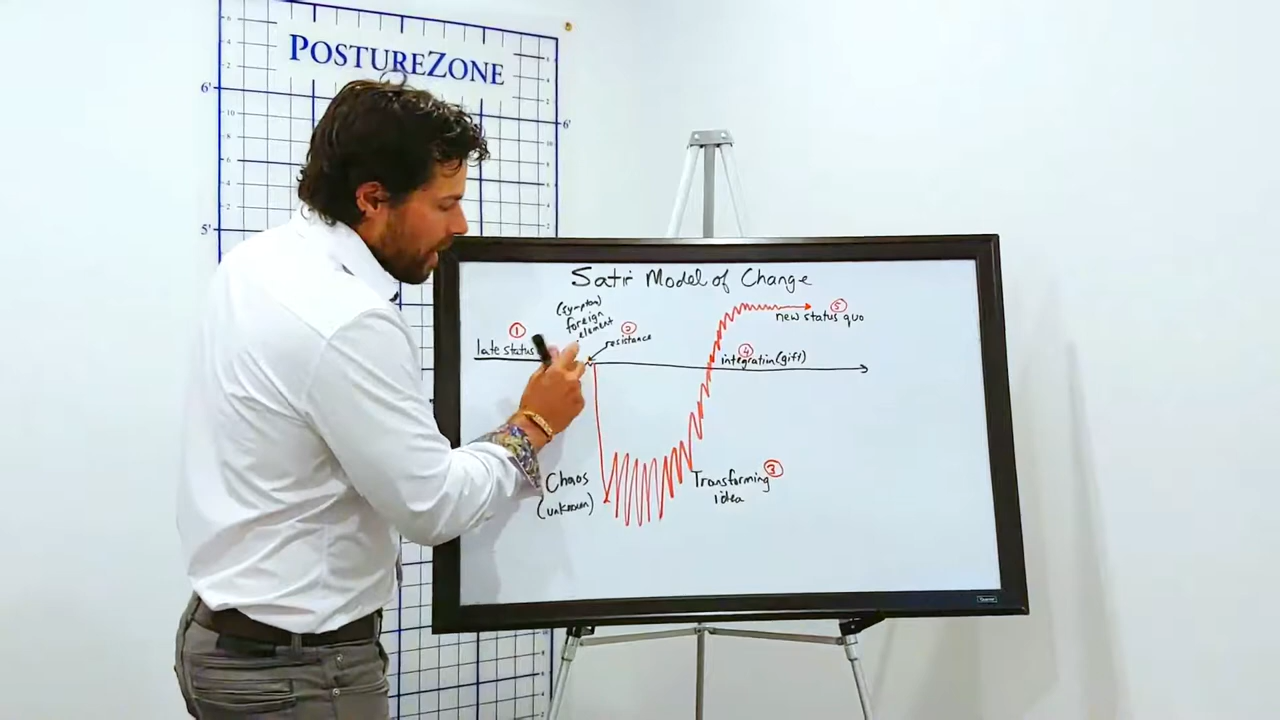 POSTUREZONE
6'
6'
5'
Satir Model of Change
(symptom)
foreign
element
① late status
② resistance
⑤ new status quo
④ integration(gift)
Chaos
(unknown)
Transforming ③
idea